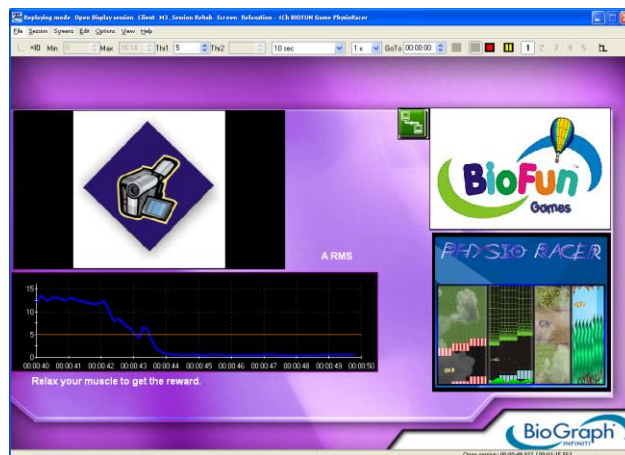 Replaying mode. Open Display session. Client: M3, Session Rehab. Screen: Relaxation - 1Ch BIOFUN Game PhysioRacer
File Session Screens Edit Options View Help
Min 0 Max Thr1 5 Thr2 10 sec 1 x GoTo 00:00:00 1 2 3 4 5
BioFun
Games
A RMS
PHYSIO RACER
15
10
5
0
00:00:40 00:00:41 00:00:42 00:00:43 00:00:44 00:00:45 00:00:46 00:00:47 00:00:48 00:00:49 00:00:50
Relax your muscle to get the reward.
BioGraph
INFINITI